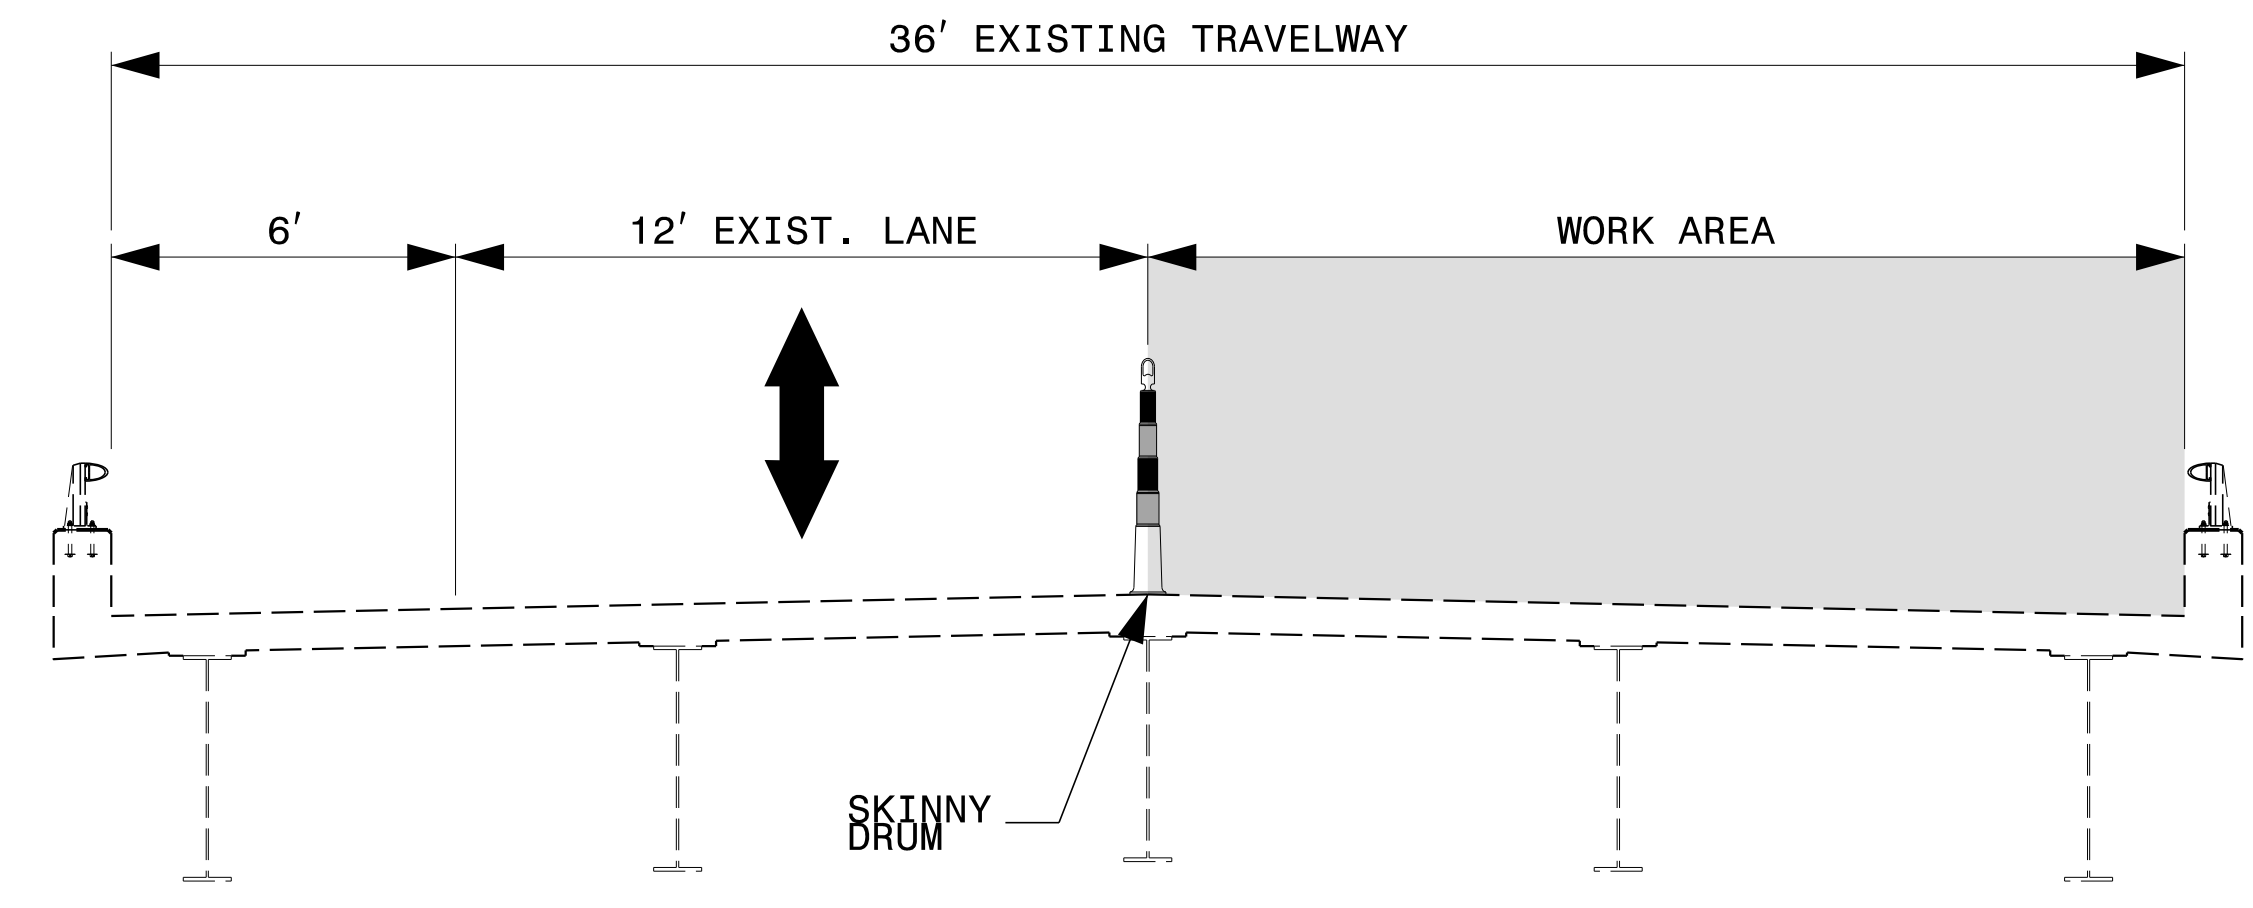 36' EXISTING TRAVELWAY
6'
12' EXIST. LANE
WORK AREA
SKINNY
DRUM